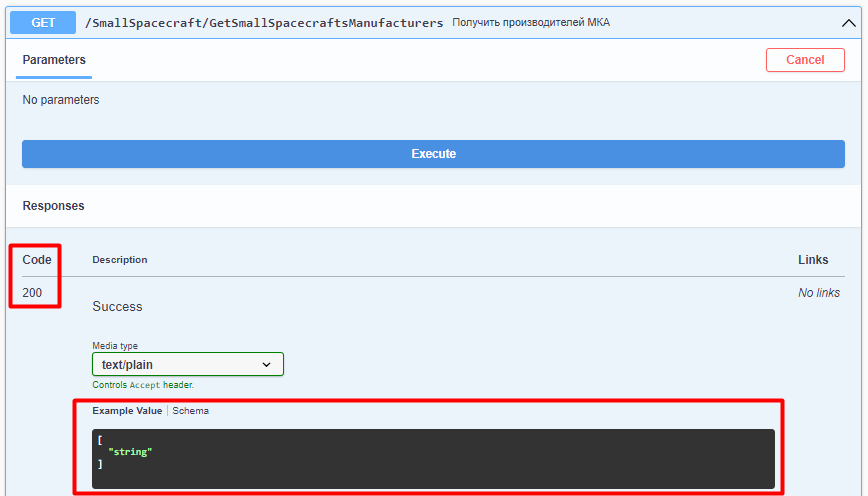 GET /SmallSpacecraft/GetSmallSpacecraftsManufacturers Получить производителей МКА
Parameters Cancel
No parameters
Execute
Responses
Code Description Links
200 Success No links
Media type
text/plain
Controls Accept header.
Example Value | Schema
[
"string"
]